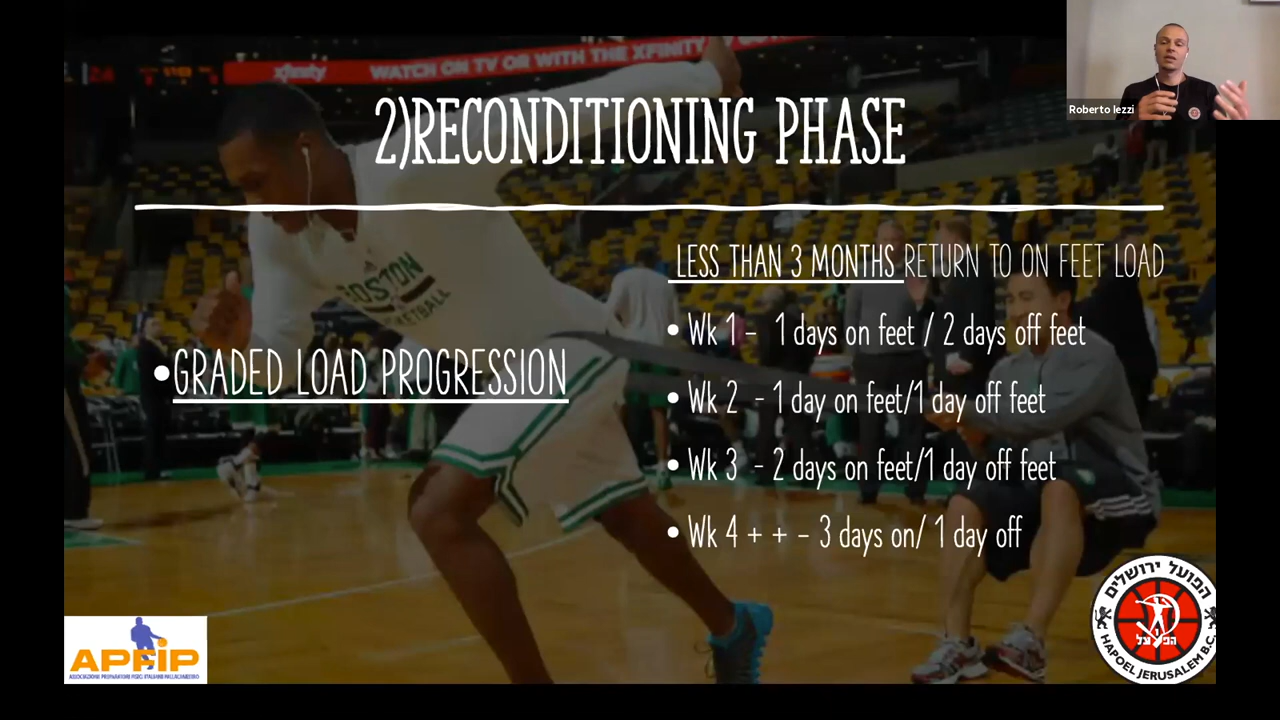 xfinity
WATCH ON TV OR WITH THE XFINITY
Roberto Iezzi
2)RECONDITIONING PHASE
BOSTON
LESS THAN 3 MONTHS RETURN TO ON FEET LOAD
• Wk 1 - 1 days on feet / 2 days off feet
•GRADED LOAD PROGRESSION
• Wk 2 - 1 day on feet/1 day off feet
• Wk 3 - 2 days on feet/1 day off feet
• Wk 4 + + - 3 days on/ 1 day off
APFIP
הפועל ירושלים
הפועל
HAPOEL JERUSALEM B.C.